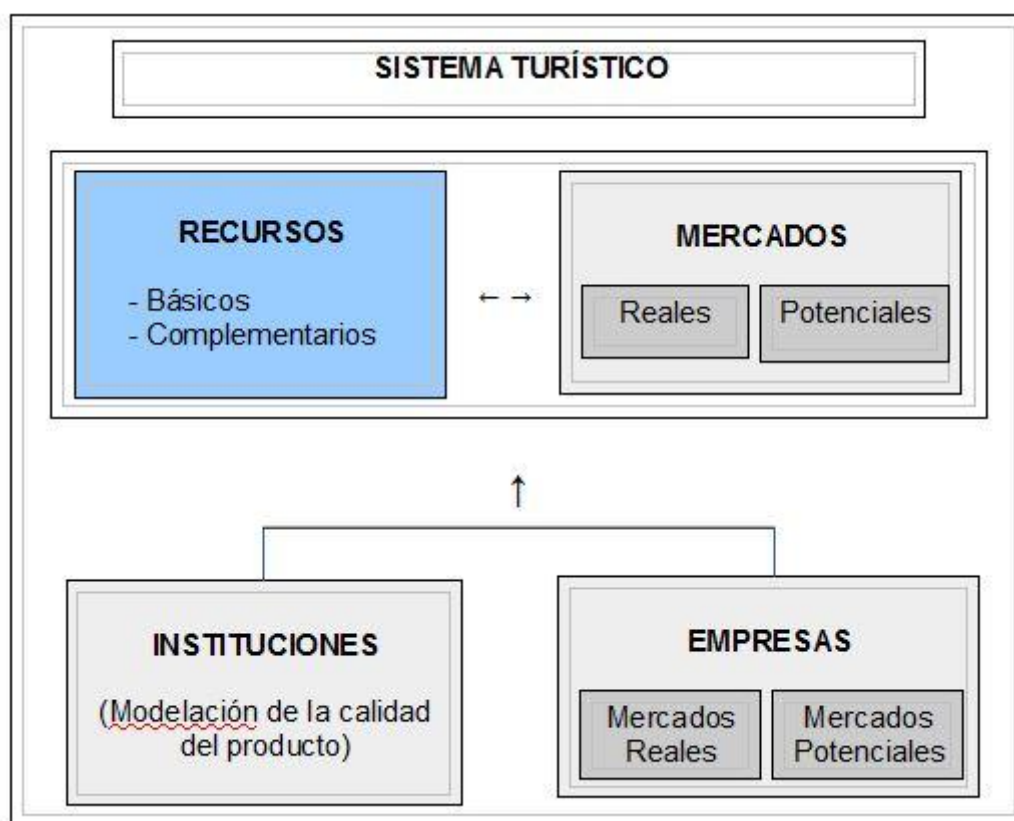 SISTEMA TURÍSTICO
RECURSOS
- Básicos
- Complementarios
← →
MERCADOS
Reales
Potenciales
↑
INSTITUCIONES
(Modelación de la calidad
del producto)
EMPRESAS
Mercados
Reales
Mercados
Potenciales